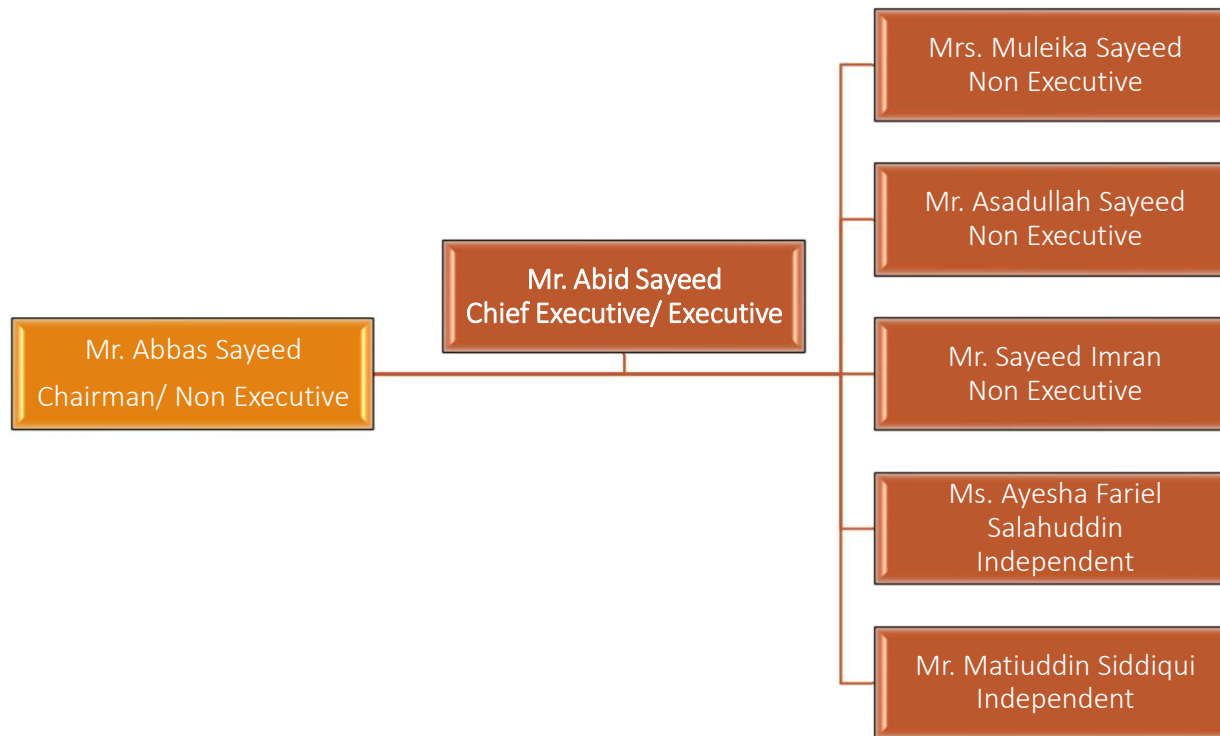 Mr. Abbas Sayeed
Chairman/ Non Executive
Mr. Abid Sayeed
Chief Executive/ Executive
Mrs. Muleika Sayeed
Non Executive
Mr. Asadullah Sayeed
Non Executive
Mr. Sayeed Imran
Non Executive
Ms. Ayesha Fariel
Salahuddin
Independent
Mr. Matiuddin Siddiqui
Independent